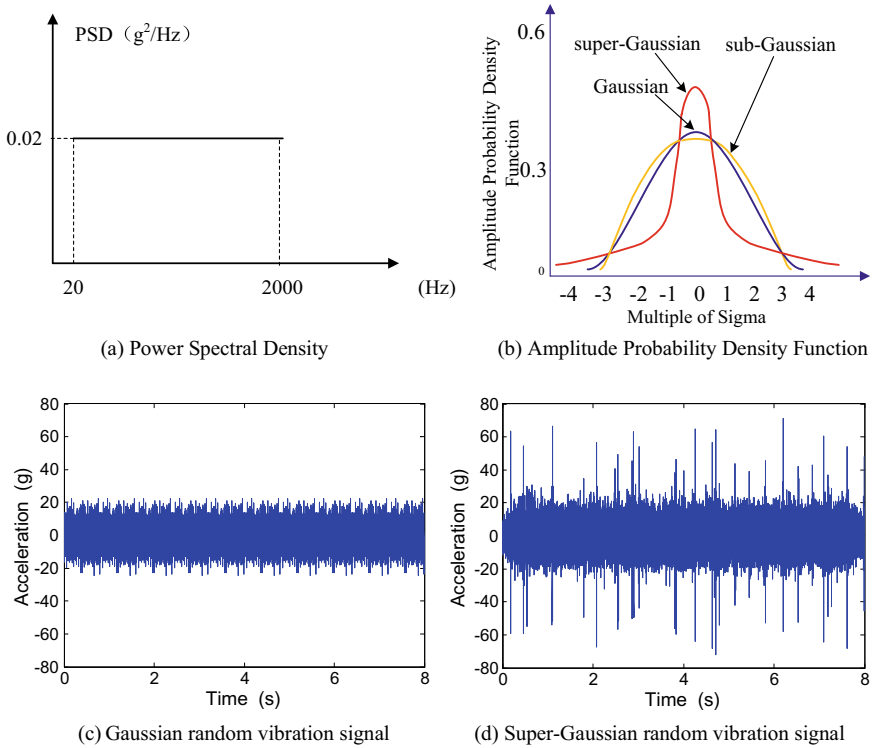 PSD（g²/Hz）
0.02
20
2000
(Hz)
(a) Power Spectral Density
Amplitude Probability Density
Function
0.6
0.3
0
super-Gaussian
sub-Gaussian
Gaussian
-4 -3 -2 -1 0 1 2 3 4
Multiple of Sigma
(b) Amplitude Probability Density Function
Acceleration (g)
80
60
40
20
0
-20
-40
-60
-80
0 2 4 6 8
Time (s)
(c) Gaussian random vibration signal
Acceleration (g)
80
60
40
20
0
-20
-40
-60
-80
0 2 4 6 8
Time (s)
(d) Super-Gaussian random vibration signal